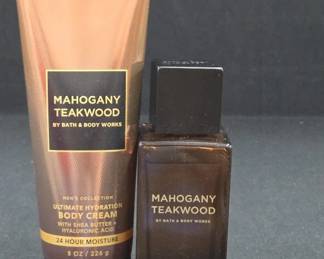 MAHOGANY
TEAKWOOD
BY BATH & BODY WORKS
MEN'S COLLECTION
ULTIMATE HYDRATION
BODY CREAM
WITH SHEA BUTTER +
HYALURONIC ACID
24 HOUR MOISTURE
8 OZ / 226 g
MAHOGANY
TEAKWOOD
BY BATH & BODY WORKS